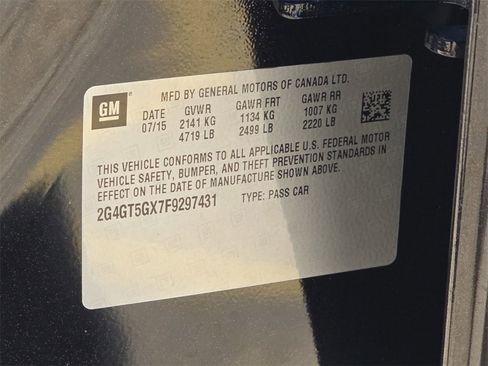 MFD BY GENERAL MOTORS OF CANADA LTD.
GM
DATE GVWR GAWR FRT GAWR RR
07/15 2141 KG 1134 KG 1007 KG
4719 LB 2499 LB 2220 LB
THIS VEHICLE CONFORMS TO ALL APPLICABLE U.S. FEDERAL MOTOR
VEHICLE SAFETY, BUMPER, AND THEFT PREVENTION STANDARDS IN
EFFECT ON THE DATE OF MANUFACTURE SHOWN ABOVE.
2G4GT5GX7F9297431 TYPE: PASS CAR